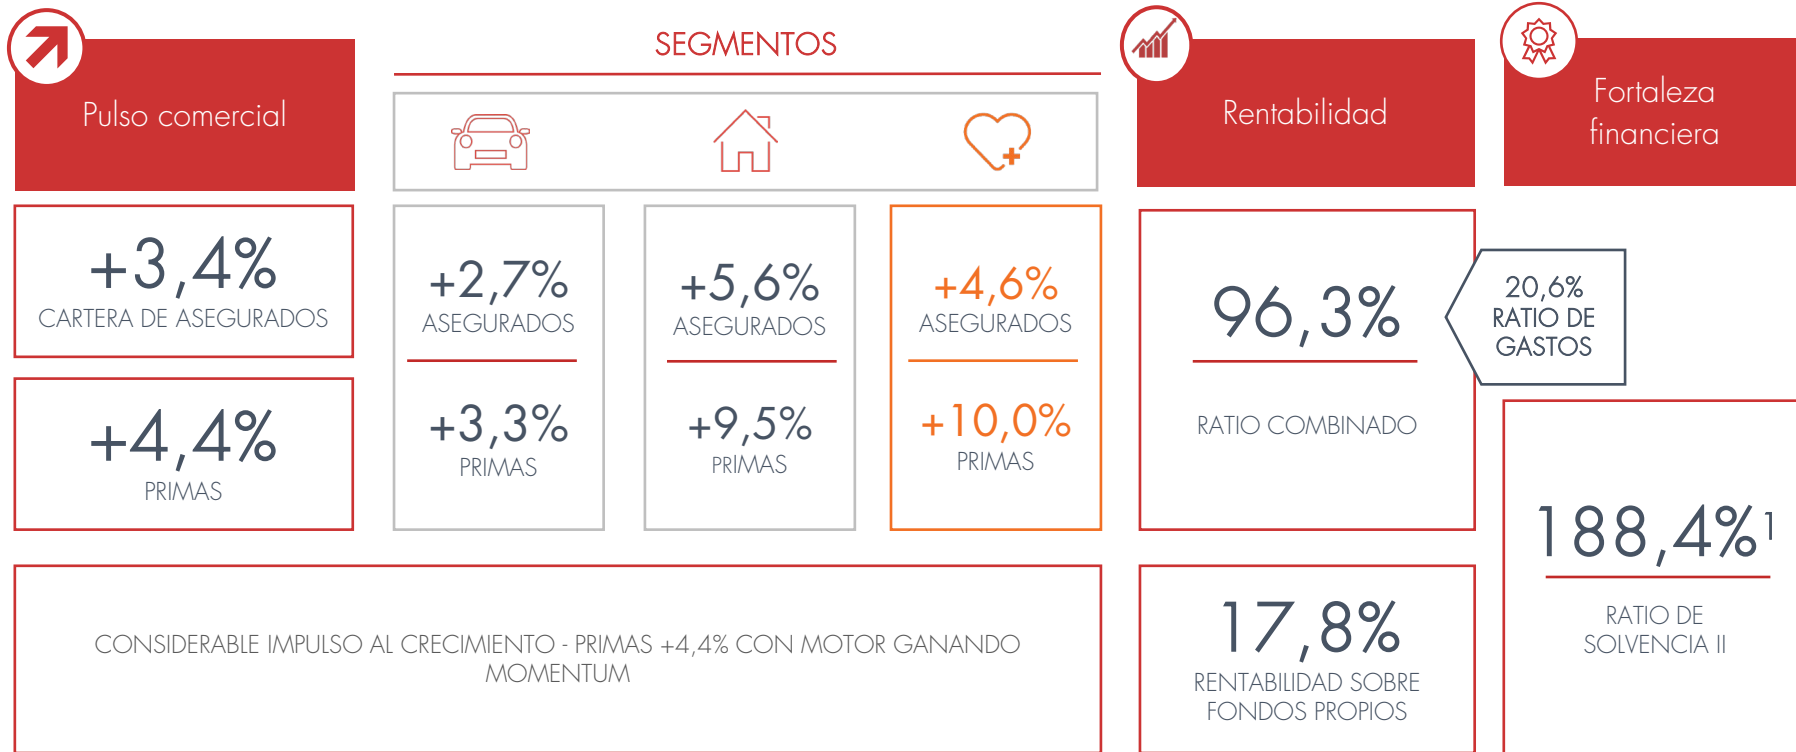 Pulso comercial
+3,4%
CARTERA DE ASEGURADOS
+4,4%
PRIMAS
SEGMENTOS
+2,7%
ASEGURADOS
+3,3%
PRIMAS
+5,6%
ASEGURADOS
+9,5%
PRIMAS
+4,6%
ASEGURADOS
+10,0%
PRIMAS
CONSIDERABLE IMPULSO AL CRECIMIENTO - PRIMAS +4,4% CON MOTOR GANANDO
MOMENTUM
Rentabilidad
96,3%
RATIO COMBINADO
20,6%
RATIO DE
GASTOS
17,8%
RENTABILIDAD SOBRE
FONDOS PROPIOS
Fortaleza
financiera
188,4%1
RATIO DE
SOLVENCIA II